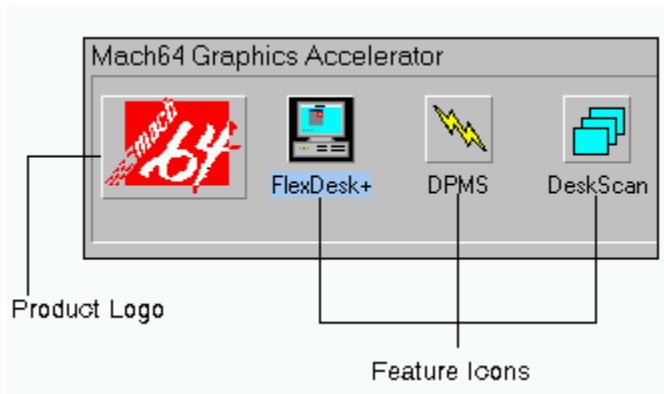 Mach64 Graphics Accelerator
mach
64
FlexDesk+
DPMS
DeskScan
Product Logo
Feature Icons